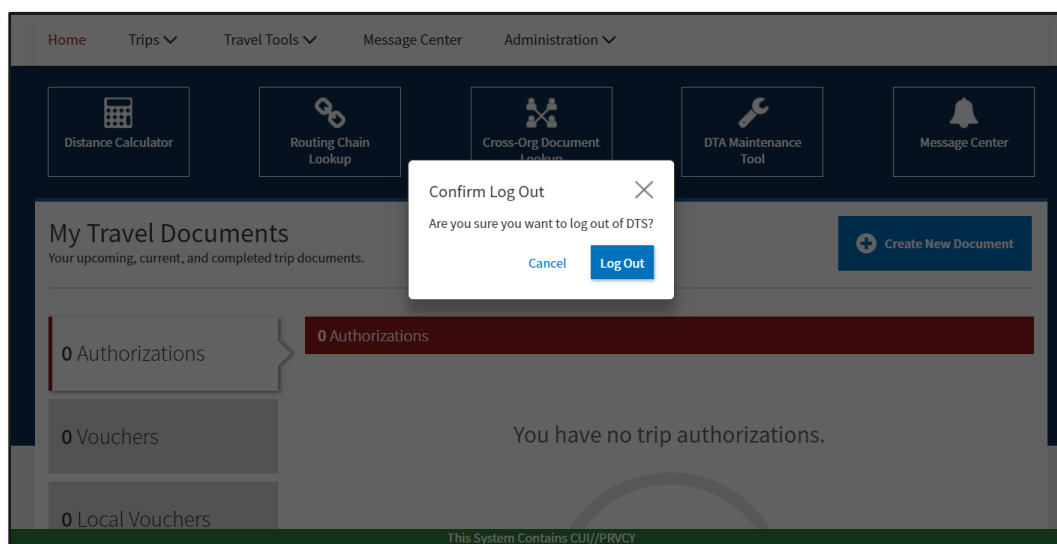 Home Trips Travel Tools Message Center Administration
Distance Calculator
Routing Chain
Lookup
Cross-Org Document
Lookup
DTA Maintenance
Tool
Message Center
Confirm Log Out
Are you sure you want to log out of DTS?
Cancel Log Out
My Travel Documents
Your upcoming, current, and completed trip documents.
Create New Document
0 Authorizations
0 Authorizations
0 Vouchers
You have no trip authorizations.
0 Local Vouchers
This System Contains CUI//PRVCY